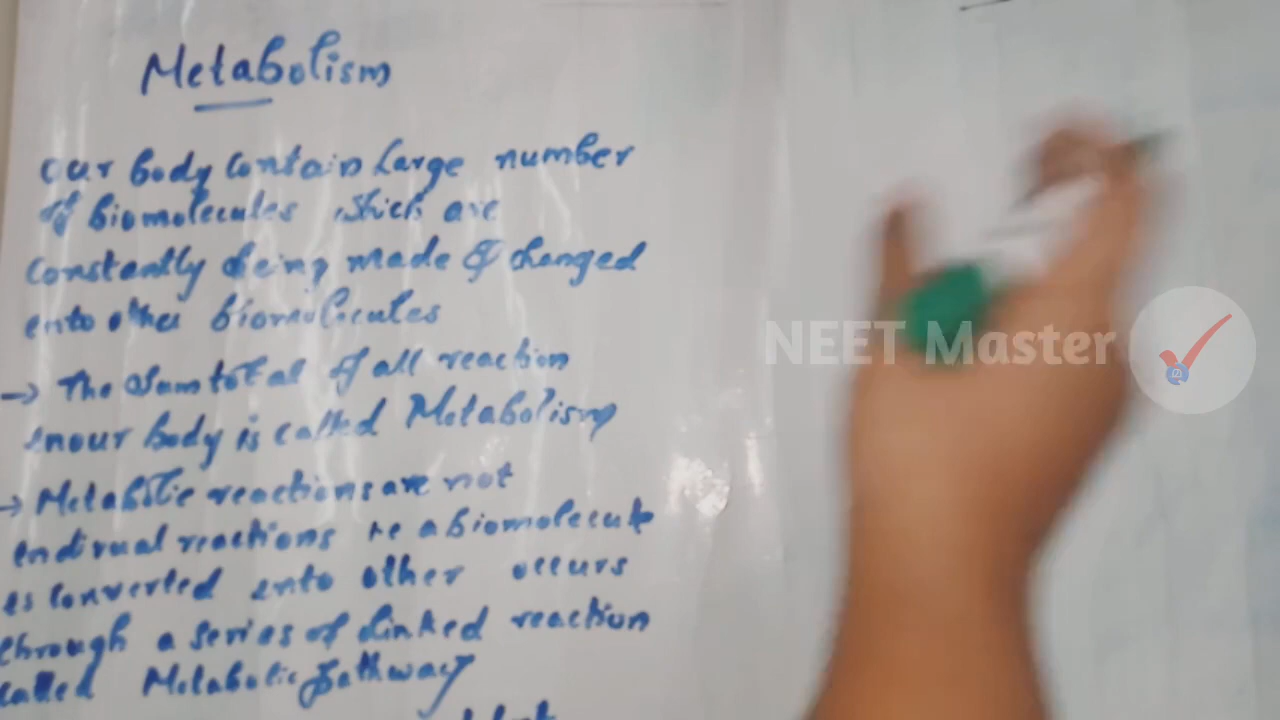 Metabolism
our body contain large number
of biomolecules which are
constantly being made & changed
into other biomolecules
→ The sum total of all reaction
in our body is called Metabolism
→ Metabolic reactions are not
indivual reactions ie a biomolecule
is converted into other occurs
through a series of linked reaction
called Metabolic pathway
NEET Master